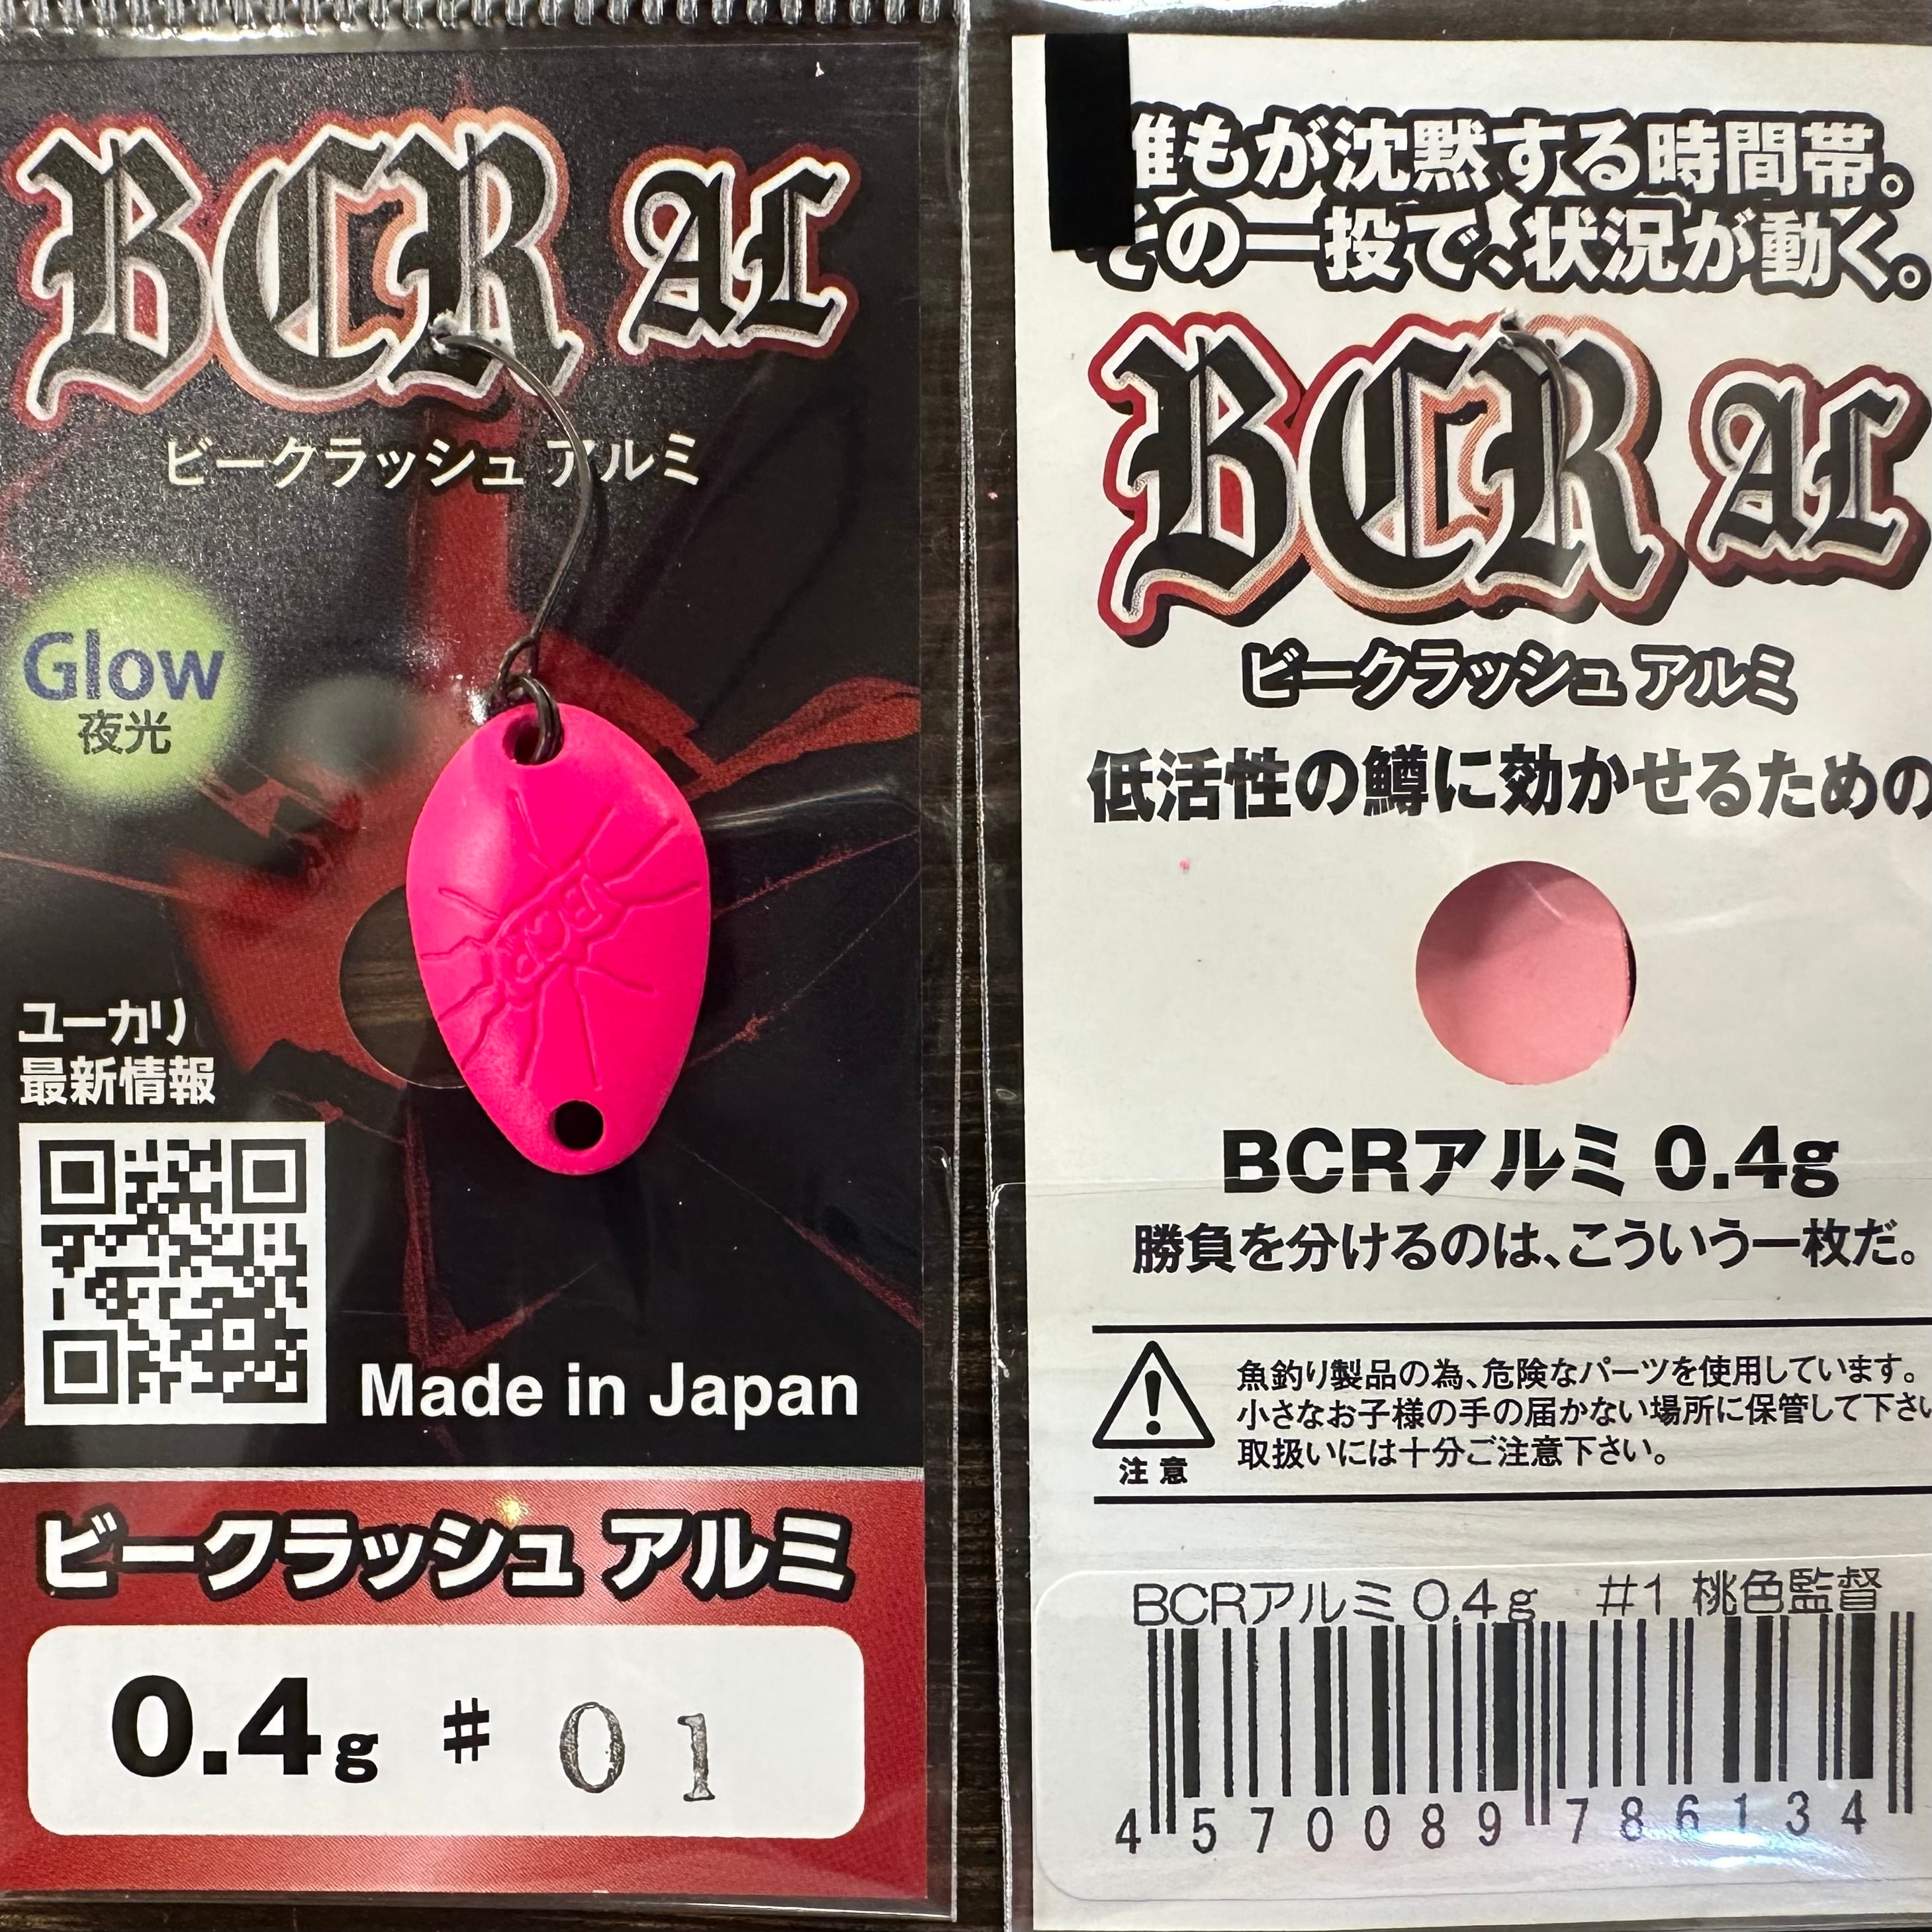 BCR AL
ビークラッシュ アルミ
Glow
夜光
BCR
ユーカリ
最新情報
Made in Japan
ビークラッシュ アルミ
0.4g # 01
誰もが沈黙する時間帯。
その一投で、状況が動く。
BCR AL
ビークラッシュ アルミ
低活性の鱒に効かせるための
BCRアルミ 0.4g
勝負を分けるのは、こういう一枚だ。
注意
魚釣り製品の為、危険なパーツを使用しています。
小さなお子様の手の届かない場所に保管して下さい
取扱いには十分ご注意下さい。
BCRアルミ 0.4g #1 桃色監督
4 570089 786134